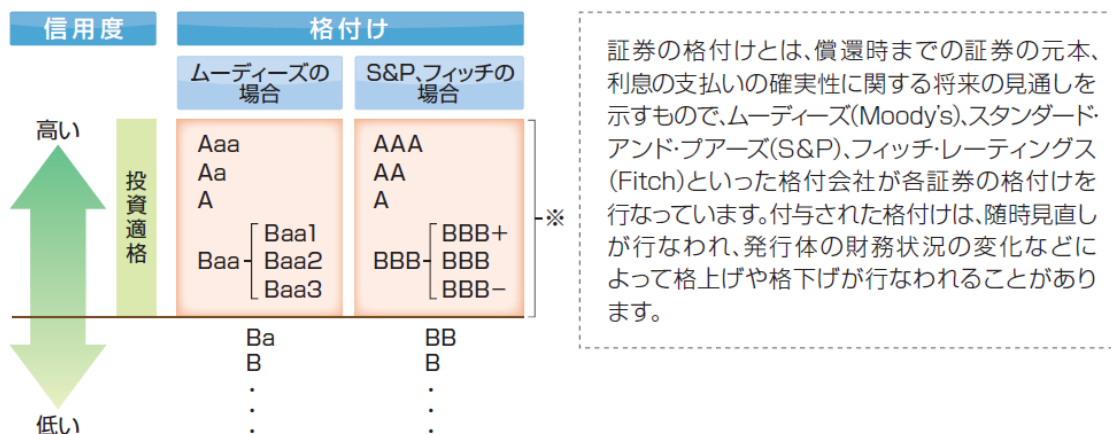 信用度
格付け
ムーディーズの
場合
S&P、フィッチの
場合
高い
投資適格
Aaa
Aa
A
Baa
Baa1
Baa2
Baa3
AAA
AA
A
BBB
BBB+
BBB
BBB−
※
Ba
B
・
・
・
BB
B
・
・
・
低い
証券の格付けとは、償還時までの証券の元本、
利息の支払いの確実性に関する将来の見通しを
示すもので、ムーディーズ(Moody's)、スタンダード・
アンド・プアーズ(S&P)、フィッチ・レーティングス
(Fitch)といった格付会社が各証券の格付けを
行なっています。付与された格付けは、随時見直し
が行なわれ、発行体の財務状況の変化などに
よって格上げや格下げが行なわれることがあり
ます。